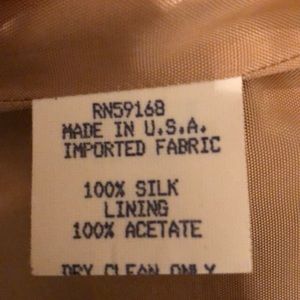 RN59168
MADE IN U.S.A.
IMPORTED FABRIC
100% SILK
LINING
100% ACETATE
DRY CLEAN ONLY